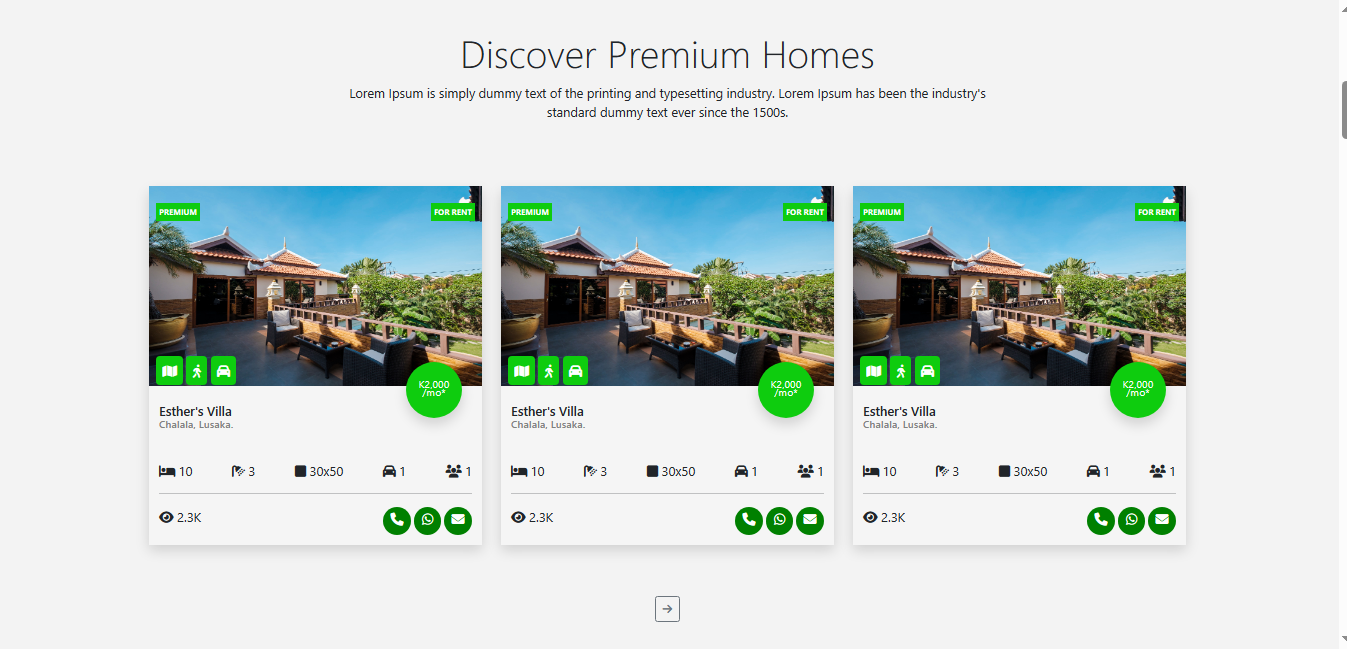 Discover Premium Homes
Lorem Ipsum is simply dummy text of the printing and typesetting industry. Lorem Ipsum has been the industry's
standard dummy text ever since the 1500s.
PREMIUM
FOR RENT
K2,000
/mo*
Esther's Villa
Chalala, Lusaka.
10 3 30x50 1 1
2.3K
PREMIUM
FOR RENT
K2,000
/mo*
Esther's Villa
Chalala, Lusaka.
10 3 30x50 1 1
2.3K
PREMIUM
FOR RENT
K2,000
/mo*
Esther's Villa
Chalala, Lusaka.
10 3 30x50 1 1
2.3K